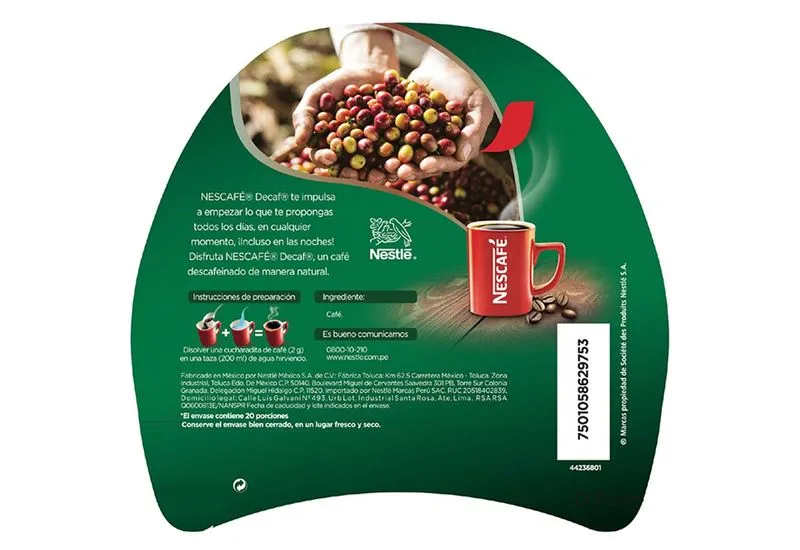 NESCAFÉ® Decaf® te impulsa
a empezar lo que te propongas
todos los días, en cualquier
momento, ¡Incluso en las noches!
Disfruta NESCAFÉ® Decaf®, un café
descafeinado de manera natural.
Nestlé®
NESCAFÉ®
Instrucciones de preparación
+ =
Disolver una cucharadita de café (2 g)
en una taza (200 ml) de agua hirviendo.
Ingrediente:
Café.
Es bueno comunicarnos
0800-10-210
www.nestle.com.pe
Fabricado en México por Nestlé México S.A. de C.V.: Fábrica Toluca: Km 62.5 Carretera México - Toluca. Zona
Industrial, Toluca Edo. De México C.P. 50140. Boulevard Miguel de Cervantes Saavedra 301 PB, Torre Sur Colonia
Granada, Delegación Miguel Hidalgo C.P. 11520. Importado por Nestlé Marcas Perú SAC. RUC 20518402839,
Domicilio legal: Calle Luis Galvani N° 493, Urb Lot. Industrial Santa Rosa, Ate, Lima, RSA RSA
Q0600813E/NANSPR Fecha de caducidad y lote indicados en el envase.
*El envase contiene 20 porciones
Conserve el envase bien cerrado, en un lugar fresco y seco.
7501058629753
44236801
® Marcas propiedad de Société des Produits Nestlé S.A.